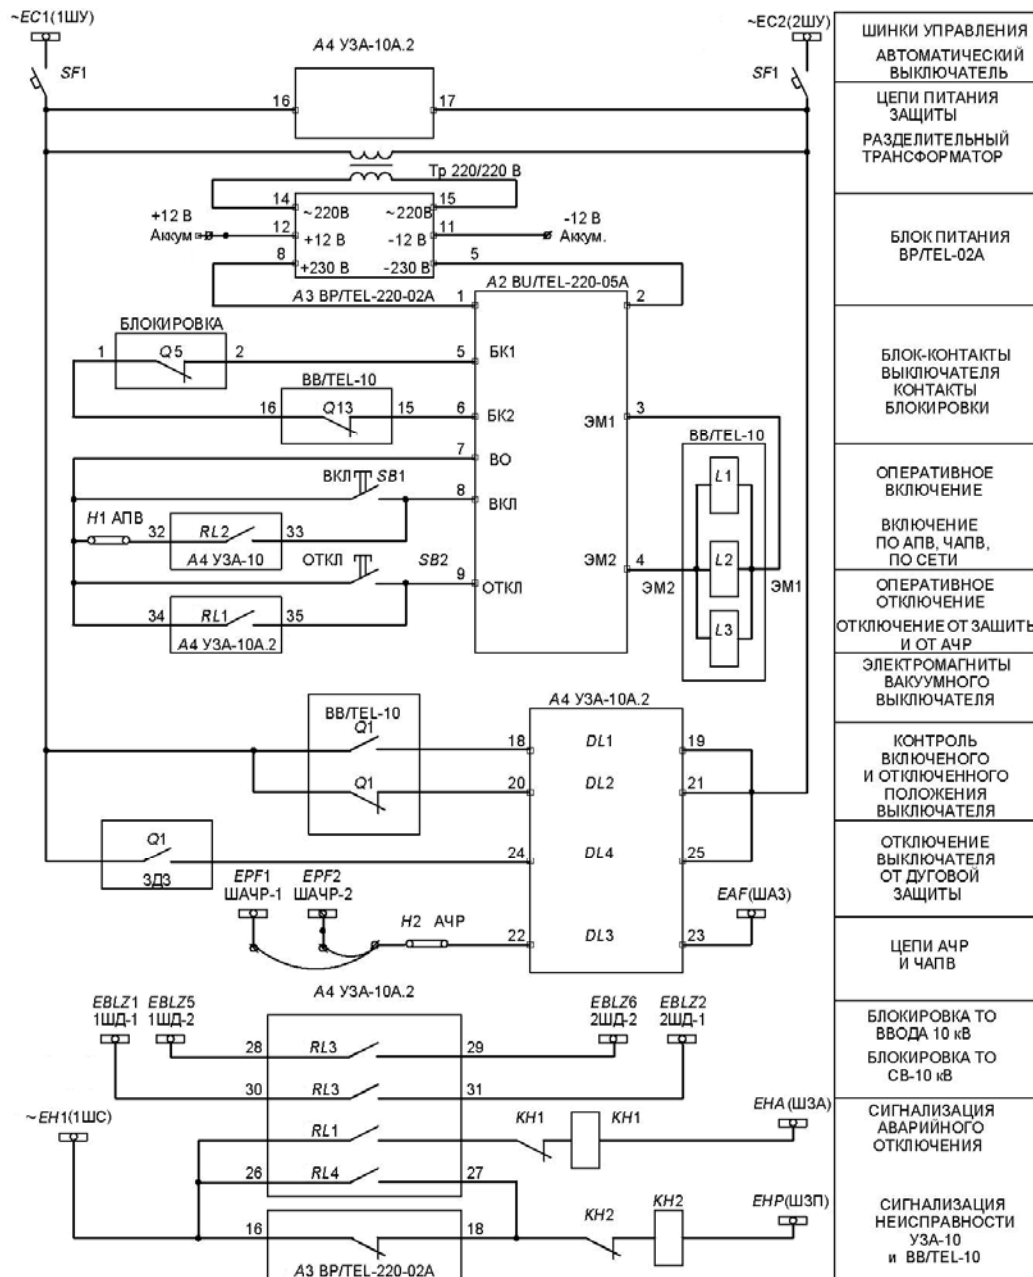 ~EC1(1ШУ)
SF1
A4 УЗА-10А.2
16
17
~EC2(2ШУ)
SF1
ШИНКИ УПРАВЛЕНИЯ
АВТОМАТИЧЕСКИЙ
ВЫКЛЮЧАТЕЛЬ
ЦЕПИ ПИТАНИЯ
ЗАЩИТЫ
РАЗДЕЛИТЕЛЬНЫЙ
ТРАНСФОРМАТОР
Тр 220/220 В
14
15
~220В
~220В
+12 В
Аккум
12
+12 В
-12 В
11
-12 В
Аккум.
8
+230 В
-230 В
5
A3 BP/TEL-220-02A
БЛОК ПИТАНИЯ
BP/TEL-02A
A2 BU/TEL-220-05A
1
2
БЛОКИРОВКА
1
Q5
2
5
БК1
BB/TEL-10
16
Q13
15
6
БК2
ЭМ1
3
БЛОК-КОНТАКТЫ
ВЫКЛЮЧАТЕЛЯ
КОНТАКТЫ
БЛОКИРОВКИ
7
ВО
ВКЛ
SB1
8
ВКЛ
H1 АПВ
32
RL2
33
A4 УЗА-10
ОТКЛ
SB2
9
ОТКЛ
ЭМ2
4
34
RL1
35
A4 УЗА-10А.2
BB/TEL-10
L1
L2
L3
ЭМ2
ЭМ1
ОПЕРАТИВНОЕ
ВКЛЮЧЕНИЕ
ВКЛЮЧЕНИЕ
ПО АПВ, ЧАПВ,
ПО СЕТИ
ОПЕРАТИВНОЕ
ОТКЛЮЧЕНИЕ
ОТКЛЮЧЕНИЕ ОТ ЗАЩИТЫ
И ОТ АЧР
ЭЛЕКТРОМАГНИТЫ
ВАКУУМНОГО
ВЫКЛЮЧАТЕЛЯ
BB/TEL-10
Q1
Q1
A4 УЗА-10А.2
18
DL1
19
20
DL2
21
КОНТРОЛЬ
ВКЛЮЧЕНОГО
И ОТКЛЮЧЕННОГО
ПОЛОЖЕНИЯ
ВЫКЛЮЧАТЕЛЯ
Q1
ЗДЗ
24
DL4
25
ОТКЛЮЧЕНИЕ
ВЫКЛЮЧАТЕЛЯ
ОТ ДУГОВОЙ
ЗАЩИТЫ
EPF1
ШАЧР-1
EPF2
ШАЧР-2
H2 АЧР
22
DL3
23
EAF(ШАЗ)
ЦЕПИ АЧР
И ЧАПВ
A4 УЗА-10А.2
EBLZ1
1ШД-1
EBLZ5
1ШД-2
EBLZ6
2ШД-2
EBLZ2
2ШД-1
28
RL3
29
30
RL3
31
БЛОКИРОВКА ТО
ВВОДА 10 кВ
БЛОКИРОВКА ТО
СВ-10 кВ
~EH1(1ШС)
RL1
KH1
KH1
EHA(ШЗА)
26
RL4
27
СИГНАЛИЗАЦИЯ
АВАРИЙНОГО
ОТКЛЮЧЕНИЯ
16
18
KH2
KH2
EHP(ШЗП)
A3 BP/TEL-220-02A
СИГНАЛИЗАЦИЯ
НЕИСПРАВНОСТИ
УЗА-10
и BB/TEL-10